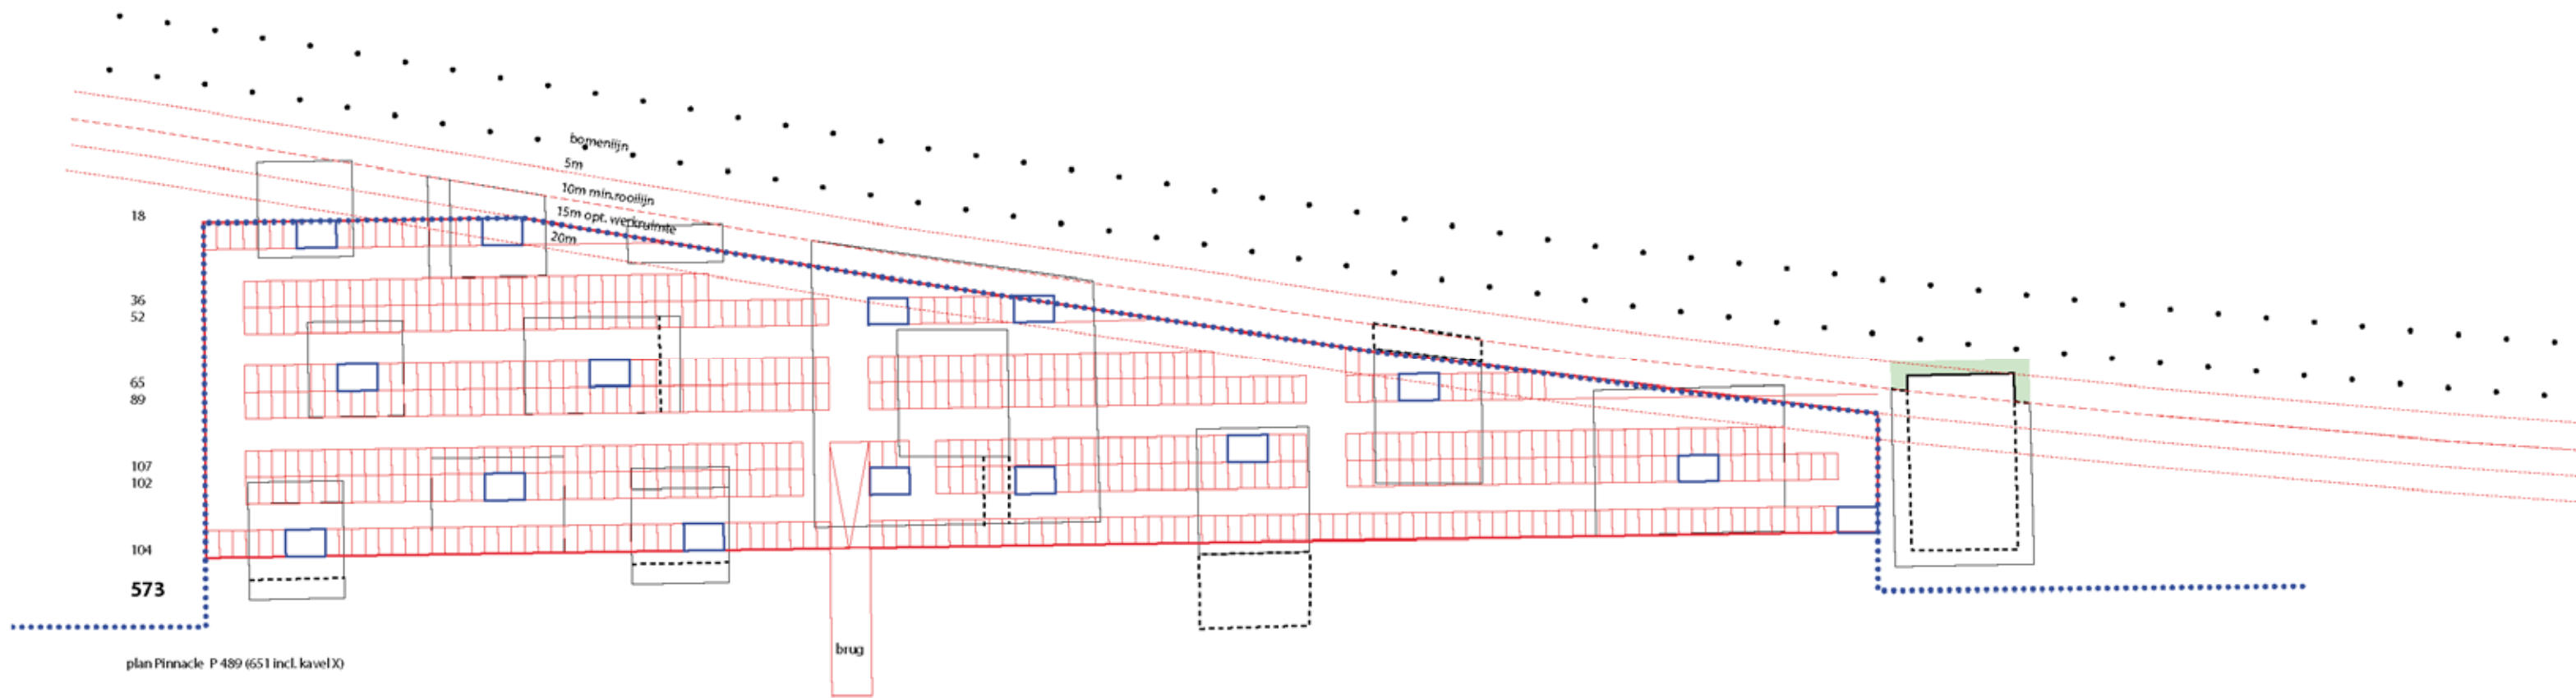 bomenlijn
5m
10m min.rooilijn
15m opt. werkruimte
20m
18
36
52
65
89
107
102
104
573
brug
plan Pinnacle P 489 (651 incl. kavel X)